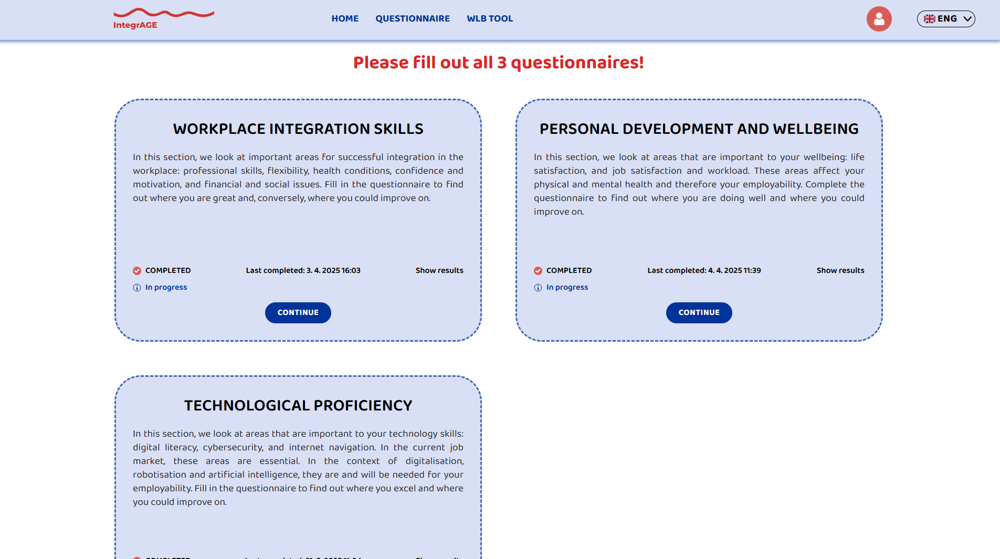 IntegrAGE
HOME
QUESTIONNAIRE
WLB TOOL
ENG
Please fill out all 3 questionnaires!
WORKPLACE INTEGRATION SKILLS
In this section, we look at important areas for successful integration in the
workplace: professional skills, flexibility, health conditions, confidence and
motivation, and financial and social issues. Fill in the questionnaire to find
out where you are great and, conversely, where you could improve on.
COMPLETED
Last completed: 3. 4. 2025 16:03
Show results
In progress
CONTINUE
PERSONAL DEVELOPMENT AND WELLBEING
In this section, we look at areas that are important to your wellbeing: life
satisfaction, and job satisfaction and workload. These areas affect your
physical and mental health and therefore your employability. Complete the
questionnaire to find out where you are doing well and where you could
improve on.
COMPLETED
Last completed: 4. 4. 2025 11:39
Show results
In progress
CONTINUE
TECHNOLOGICAL PROFICIENCY
In this section, we look at areas that are important to your technology skills:
digital literacy, cybersecurity, and internet navigation. In the current job
market, these areas are essential. In the context of digitalisation,
robotisation and artificial intelligence, they are and will be needed for your
employability. Fill in the questionnaire to find out where you excel and where
you could improve on.